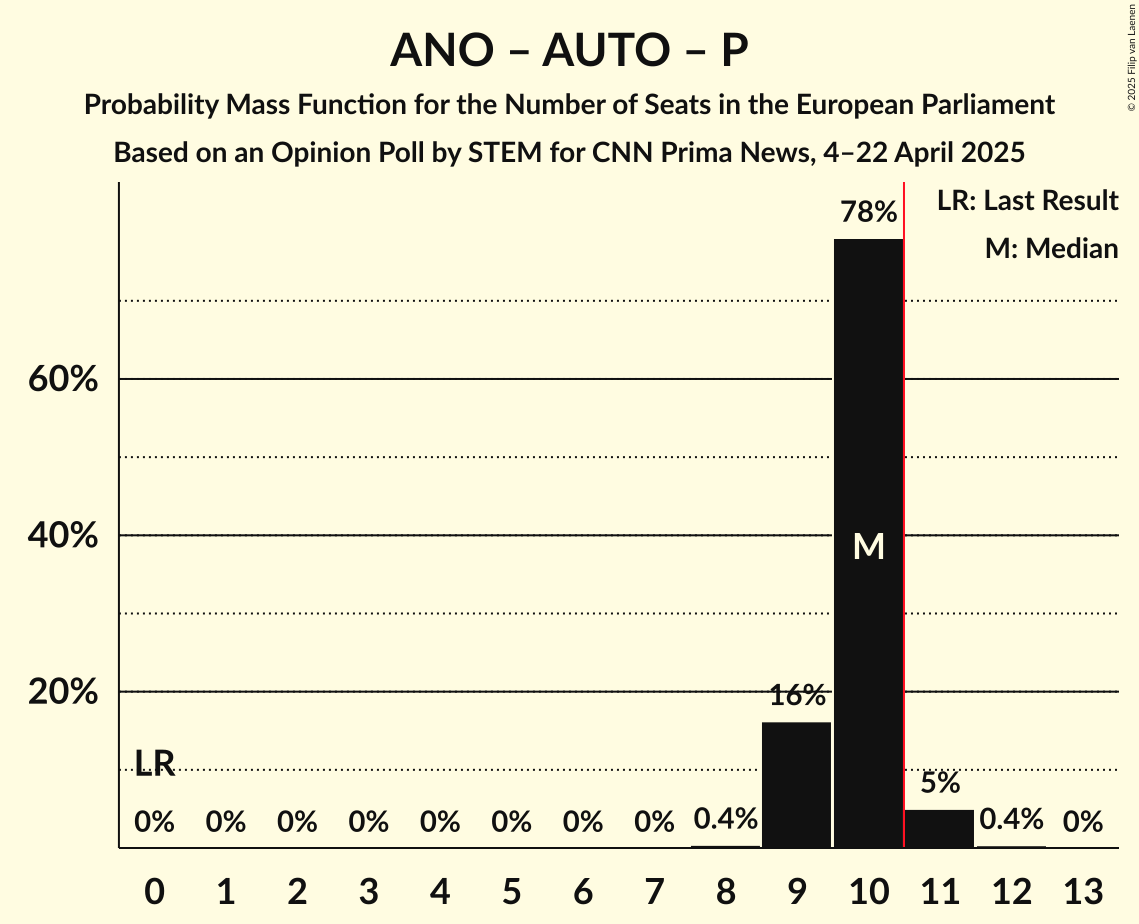 ANO – AUTO – P
Probability Mass Function for the Number of Seats in the European Parliament
Based on an Opinion Poll by STEM for CNN Prima News, 4–22 April 2025
© 2025 Filip van Laenen
LR: Last Result
M: Median
78%
60%
40%
M
20%
16%
LR
5%
0% 0% 0% 0% 0% 0% 0% 0% 0.4% 0.4% 0%
0 1 2 3 4 5 6 7 8 9 10 11 12 13